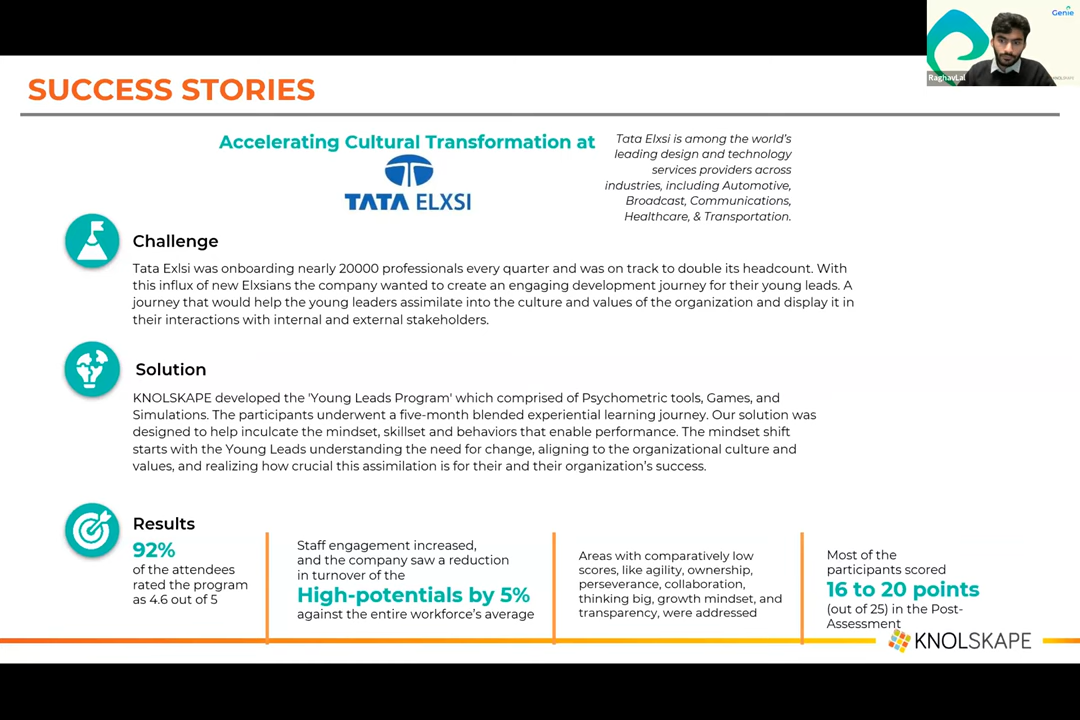 Genie
RaghavLal
KNOLSKAPE
SUCCESS STORIES
Accelerating Cultural Transformation at
TATA ELXSI
Tata Elxsi is among the world's
leading design and technology
services providers across
industries, including Automotive,
Broadcast, Communications,
Healthcare, & Transportation.
Challenge
Tata Exlsi was onboarding nearly 20000 professionals every quarter and was on track to double its headcount. With
this influx of new Elxsians the company wanted to create an engaging development journey for their young leads. A
journey that would help the young leaders assimilate into the culture and values of the organization and display it in
their interactions with internal and external stakeholders.
Solution
KNOLSKAPE developed the 'Young Leads Program' which comprised of Psychometric tools, Games, and
Simulations. The participants underwent a five-month blended experiential learning journey. Our solution was
designed to help inculcate the mindset, skillset and behaviors that enable performance. The mindset shift
starts with the Young Leads understanding the need for change, aligning to the organizational culture and
values, and realizing how crucial this assimilation is for their and their organization's success.
Results
92%
of the attendees
rated the program
as 4.6 out of 5
Staff engagement increased,
and the company saw a reduction
in turnover of the
High-potentials by 5%
against the entire workforce's average
Areas with comparatively low
scores, like agility, ownership,
perseverance, collaboration,
thinking big, growth mindset, and
transparency, were addressed
Most of the
participants scored
16 to 20 points
(out of 25) in the Post-
Assessment
KNOLSKAPE